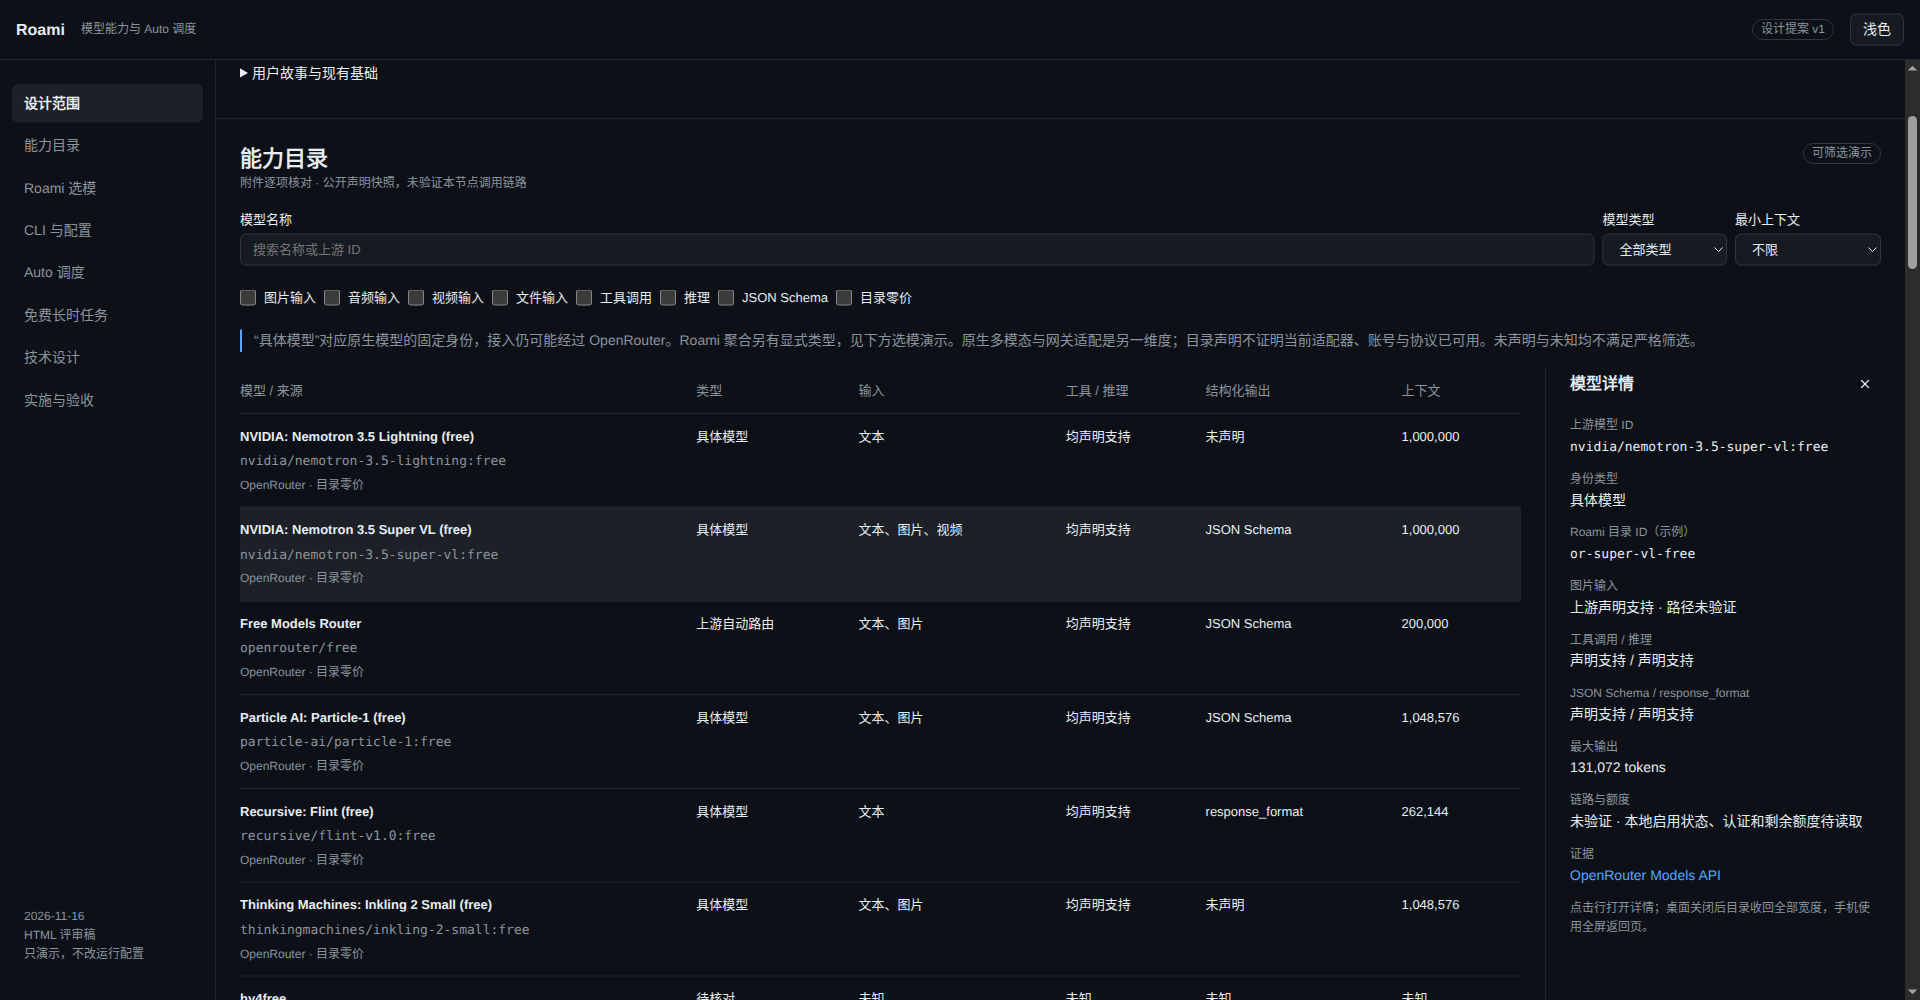 Roami
模型能力与 Auto 调度
设计提案 v1
浅色
设计范围
能力目录
Roami 选模
CLI 与配置
Auto 调度
免费长时任务
技术设计
实施与验收
2026-11-16
HTML 评审稿
只演示，不改运行配置
用户故事与现有基础
能力目录
可筛选演示
附件逐项核对 · 公开声明快照，未验证本节点调用链路
模型名称
模型类型
最小上下文
搜索名称或上游 ID
全部类型
不限
图片输入 音频输入 视频输入 文件输入 工具调用 推理 JSON Schema 目录零价
“具体模型”对应原生模型的固定身份，接入仍可能经过 OpenRouter。Roami 聚合另有显式类型，见下方选模演示。原生多模态与网关适配是另一维度；目录声明不证明当前适配器、账号与协议已可用。未声明与未知均不满足严格筛选。
模型 / 来源 类型 输入 工具 / 推理 结构化输出 上下文
NVIDIA: Nemotron 3.5 Lightning (free) 具体模型 文本 均声明支持 未声明 1,000,000
nvidia/nemotron-3.5-lightning:free
OpenRouter · 目录零价
NVIDIA: Nemotron 3.5 Super VL (free) 具体模型 文本、图片、视频 均声明支持 JSON Schema 1,000,000
nvidia/nemotron-3.5-super-vl:free
OpenRouter · 目录零价
Free Models Router 上游自动路由 文本、图片 均声明支持 JSON Schema 200,000
openrouter/free
OpenRouter · 目录零价
Particle AI: Particle-1 (free) 具体模型 文本、图片 均声明支持 JSON Schema 1,048,576
particle-ai/particle-1:free
OpenRouter · 目录零价
Recursive: Flint (free) 具体模型 文本 均声明支持 response_format 262,144
recursive/flint-v1.0:free
OpenRouter · 目录零价
Thinking Machines: Inkling 2 Small (free) 具体模型 文本、图片 均声明支持 未声明 1,048,576
thinkingmachines/inkling-2-small:free
OpenRouter · 目录零价
hy4free 待核对 未知 未知 未知 未知
模型详情
上游模型 ID
nvidia/nemotron-3.5-super-vl:free
身份类型
具体模型
Roami 目录 ID（示例）
or-super-vl-free
图片输入
上游声明支持 · 路径未验证
工具调用 / 推理
声明支持 / 声明支持
JSON Schema / response_format
声明支持 / 声明支持
最大输出
131,072 tokens
链路与额度
未验证 · 本地启用状态、认证和剩余额度待读取
证据
OpenRouter Models API
点击行打开详情；桌面关闭后目录收回全部宽度，手机使
用全屏返回页。